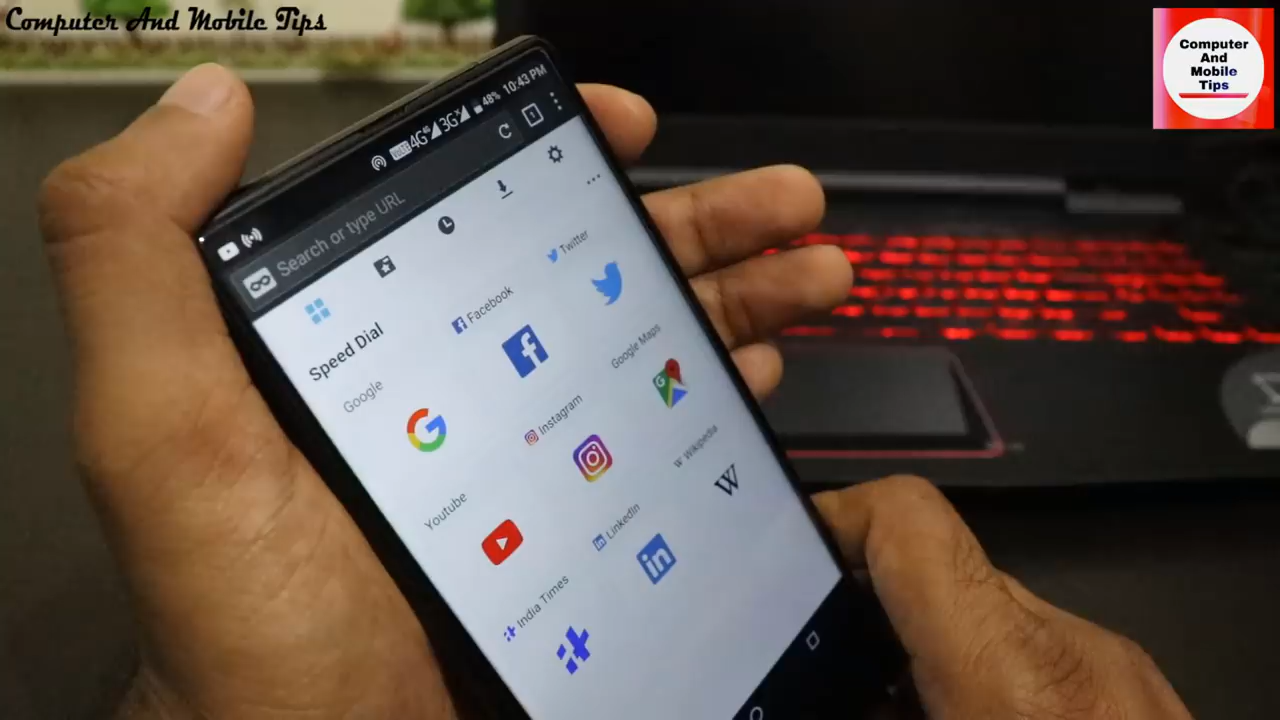 Computer And Mobile Tips
Computer
And
Mobile
Tips
4G 3G 48% 10:43 PM
Search or type URL
1
Speed Dial
Google
Facebook
Twitter
Youtube
Instagram
Google Maps
India Times
LinkedIn
Wikipedia
W